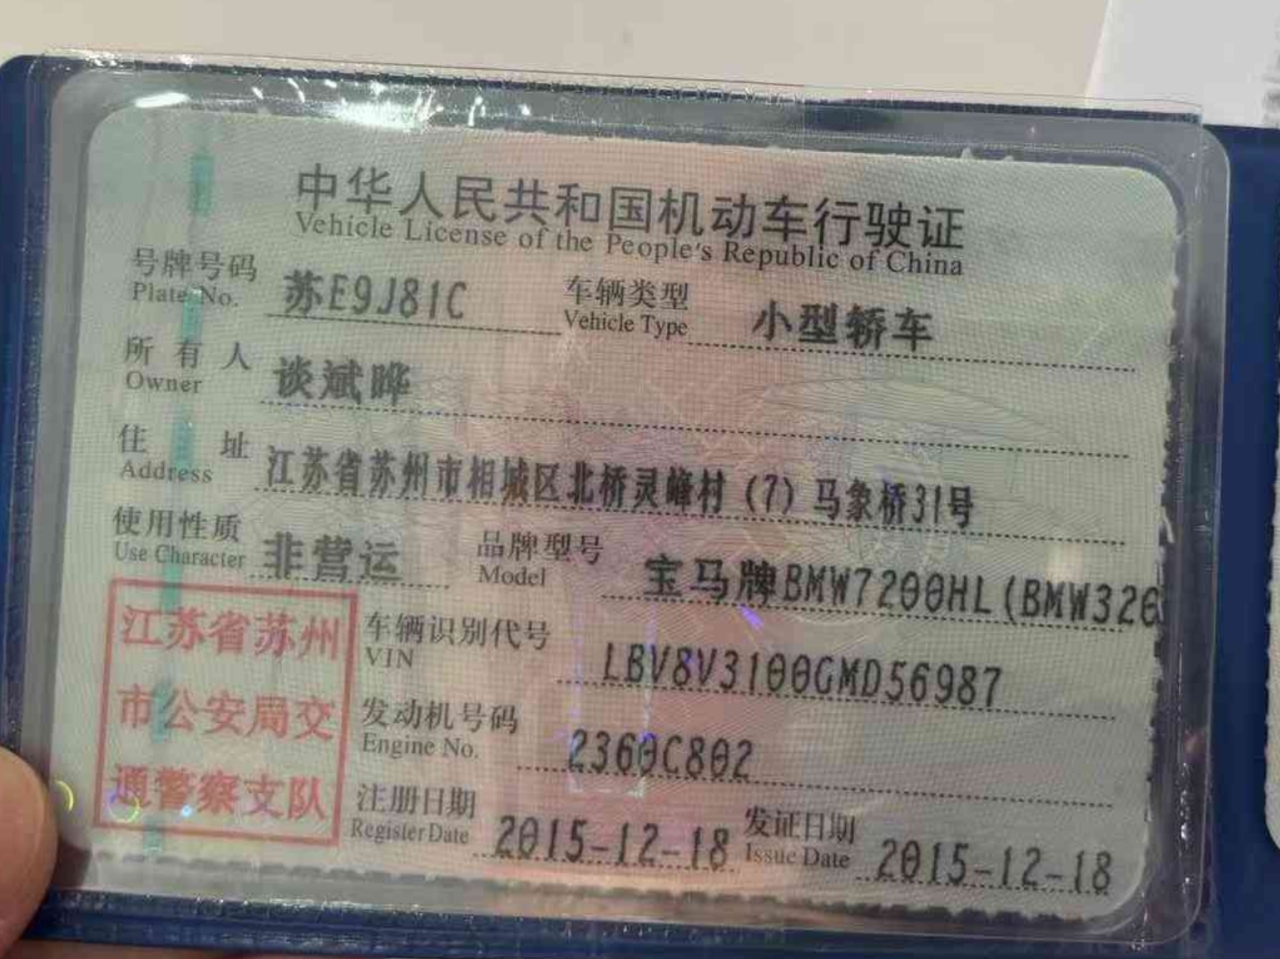 中华人民共和国机动车行驶证
Vehicle License of the People's Republic of China
号牌号码 苏E9J81C 车辆类型 小型轿车
Plate No. Vehicle Type
所有人 谈斌晔
Owner
住址 江苏省苏州市相城区北桥灵峰村(7)马象桥31号
Address
使用性质 非营运 品牌型号 宝马牌BMW7200HL(BMW326
Use Character Model
江苏省苏州
市公安局交
通警察支队
车辆识别代号 LBV8V3100GMD56987
VIN
发动机号码 2360C802
Engine No.
注册日期 2015-12-18 发证日期 2015-12-18
Register Date Issue Date